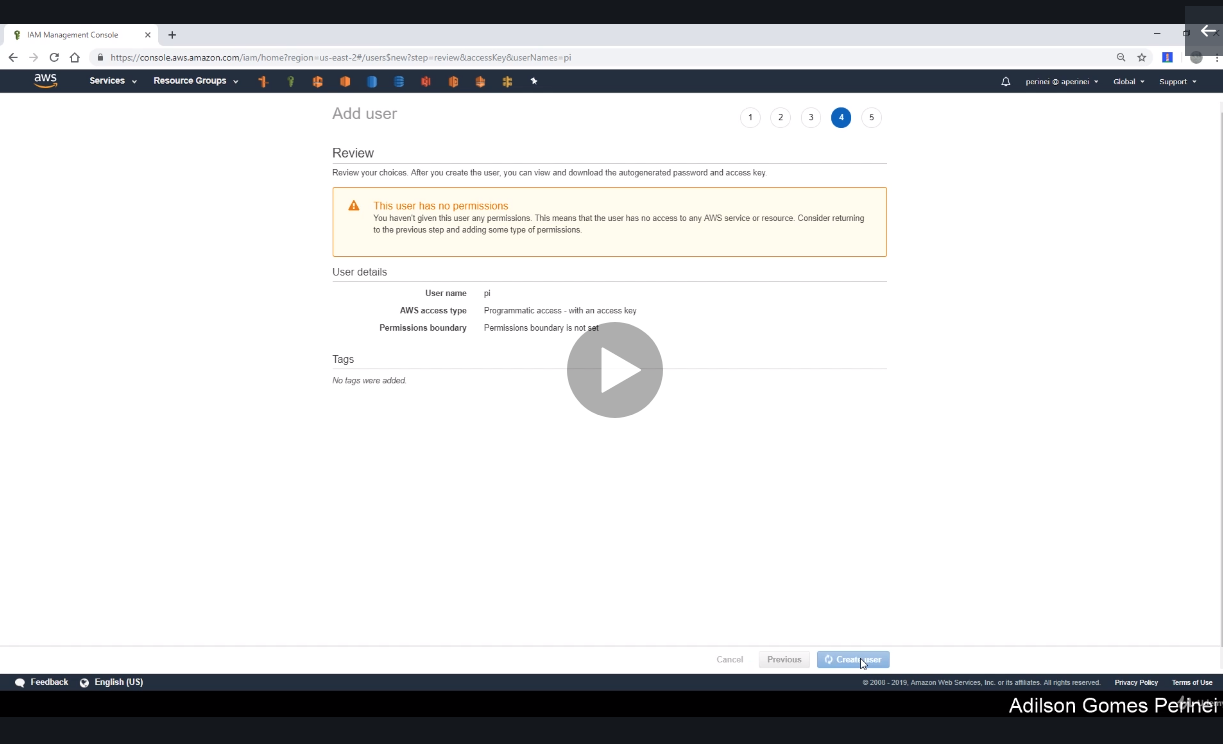 IAM Management Console
https://console.aws.amazon.com/iam/home?region=us-east-2#/users$new?step=review&accessKey&userNames=pi
aws Services Resource Groups perinei @ aperinei Global Support
Add user 1 2 3 4 5
Review
Review your choices. After you create the user, you can view and download the autogenerated password and access key.
This user has no permissions
You haven't given this user any permissions. This means that the user has no access to any AWS service or resource. Consider returning
to the previous step and adding some type of permissions.
User details
User name pi
AWS access type Programmatic access - with an access key
Permissions boundary Permissions boundary is not set
Tags
No tags were added.
Cancel Previous Create user
Feedback English (US) © 2008 - 2019, Amazon Web Services, Inc. or its affiliates. All rights reserved. Privacy Policy Terms of Use
Adilson Gomes Perinei